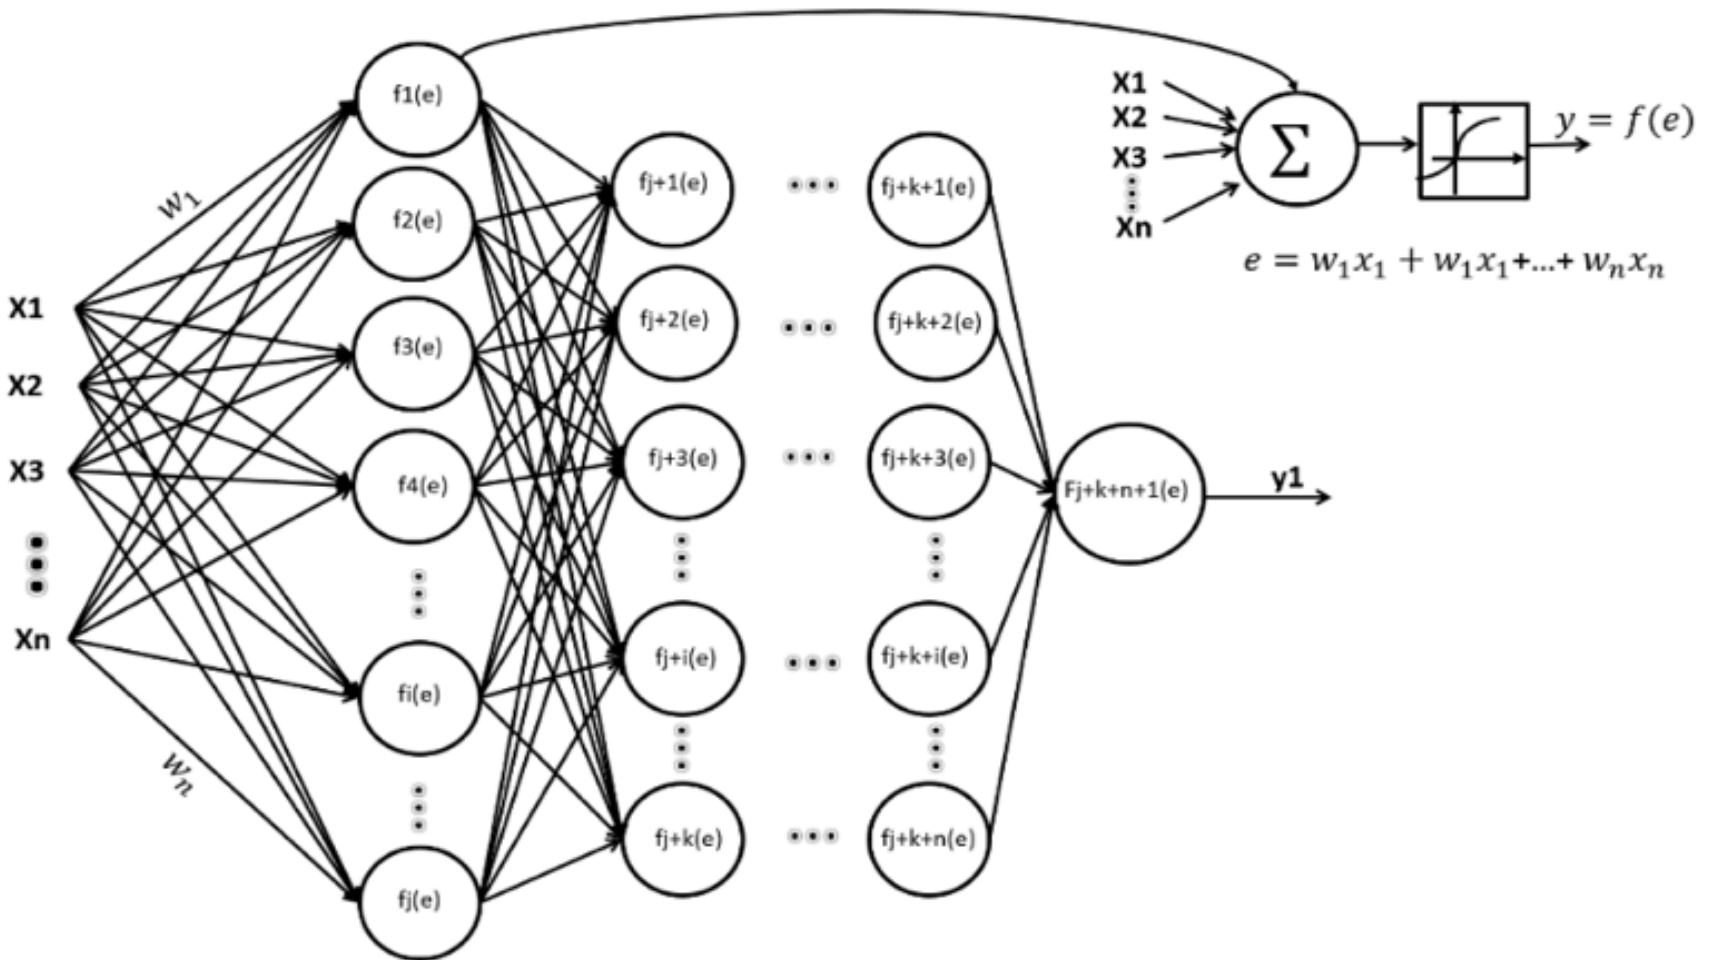 X1
X2
X3
Xn
w₁
wₙ
f1(e)
f2(e)
f3(e)
f4(e)
fi(e)
fj(e)
fj+1(e)
fj+2(e)
fj+3(e)
fj+i(e)
fj+k(e)
fj+k+1(e)
fj+k+2(e)
fj+k+3(e)
fj+k+i(e)
fj+k+n(e)
Fj+k+n+1(e)
y1
X1
X2
X3
Xn
Σ
y = f(e)
e = w₁x₁ + w₁x₁+...+ wₙxₙ